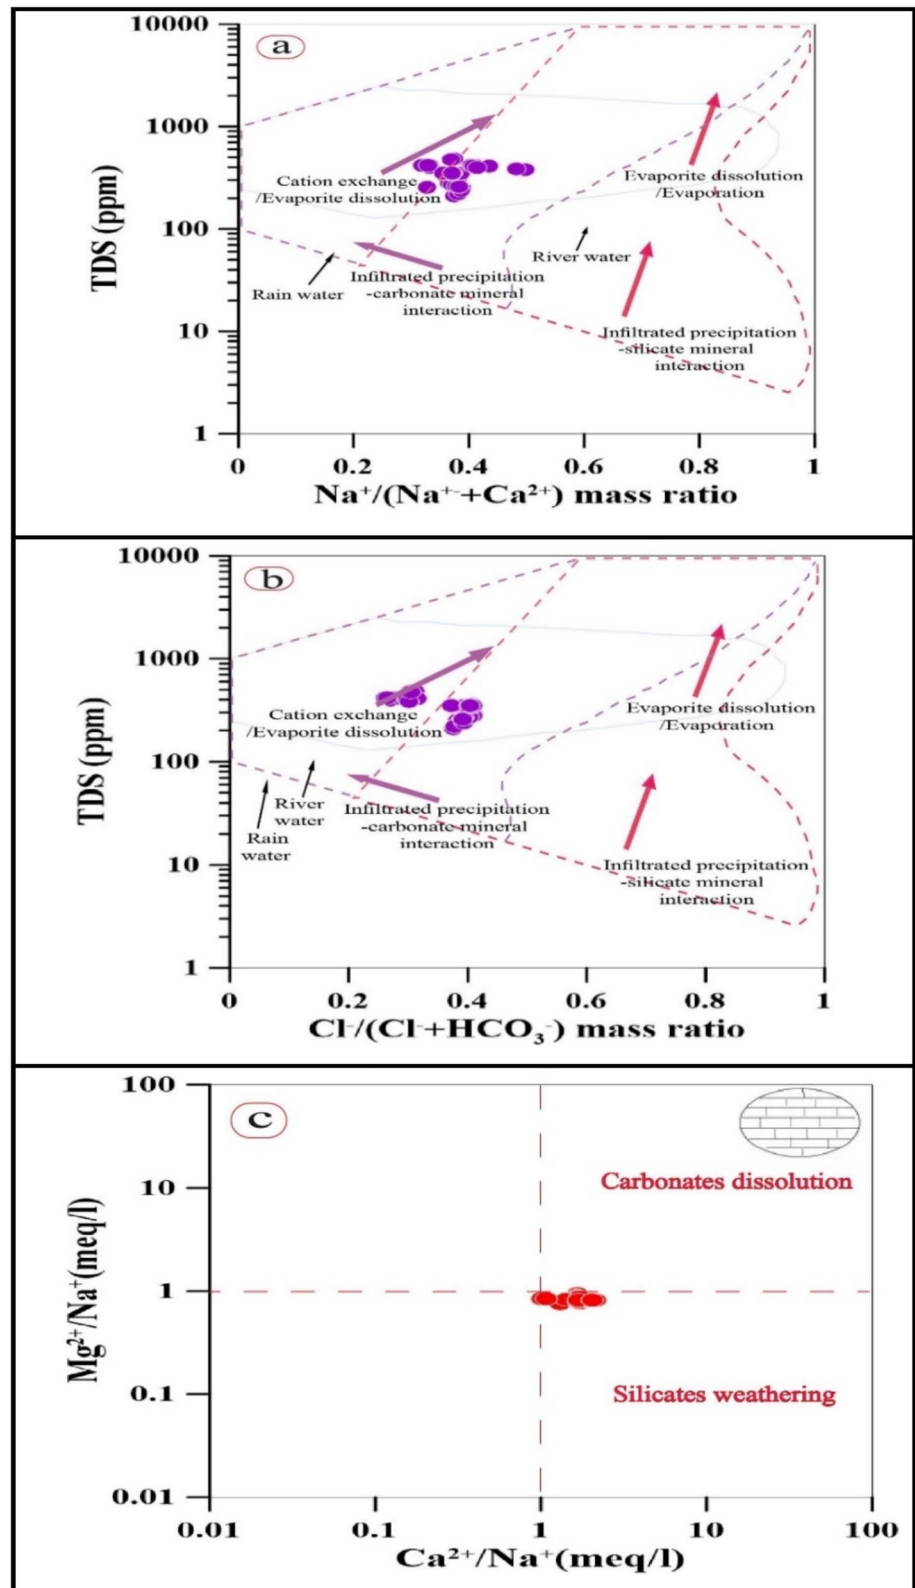 a
10000
1000
100
10
1
TDS (ppm)
Cation exchange
/Evaporite dissolution
Evaporite dissolution
/Evaporation
River water
Rain water
Infiltrated precipitation
-carbonate mineral
interaction
Infiltrated precipitation
-silicate mineral
interaction
0 0.2 0.4 0.6 0.8 1
Na⁺/(Na⁺+Ca²⁺) mass ratio
b
10000
1000
100
10
1
TDS (ppm)
Cation exchange
/Evaporite dissolution
Evaporite dissolution
/Evaporation
River
water
Rain
water
Infiltrated precipitation
-carbonate mineral
interaction
Infiltrated precipitation
-silicate mineral
interaction
0 0.2 0.4 0.6 0.8 1
Cl⁻/(Cl⁻+HCO₃⁻) mass ratio
c
100
10
1
0.1
0.01
Mg²⁺/Na⁺(meq/l)
Carbonates dissolution
Silicates weathering
0.01 0.1 1 10 100
Ca²⁺/Na⁺(meq/l)